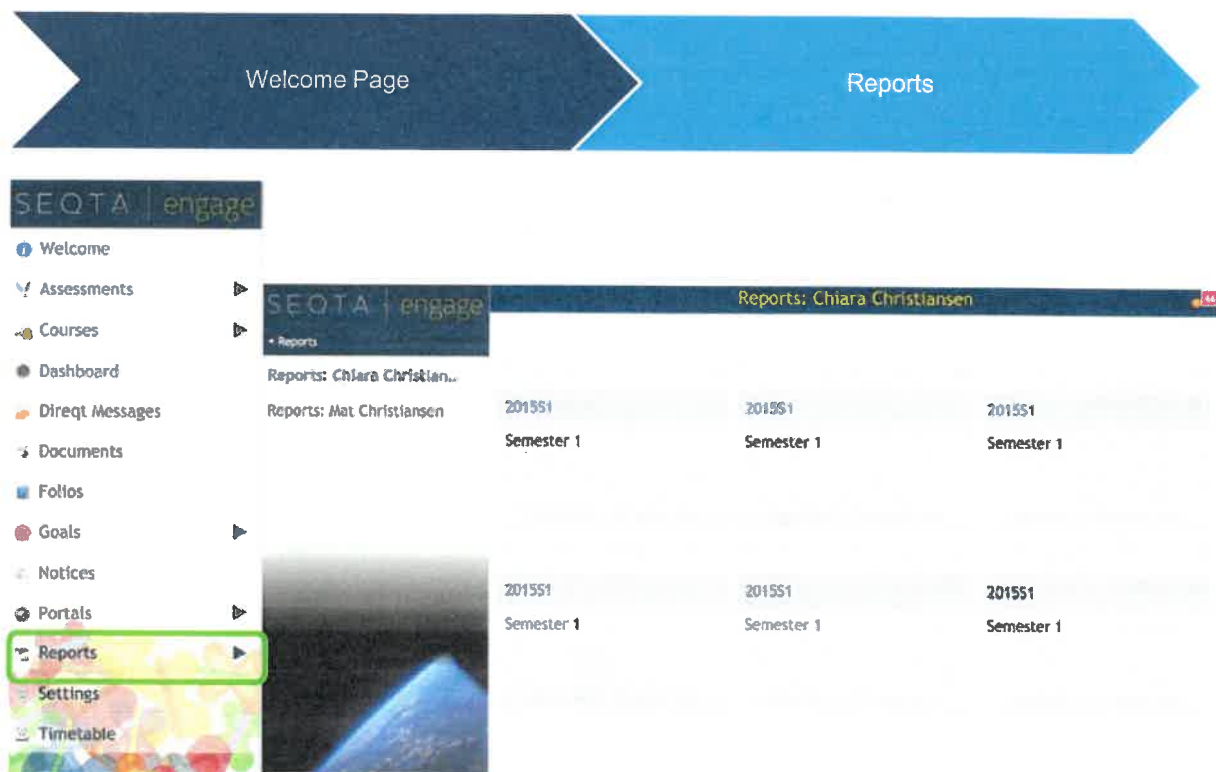 Welcome Page
Reports
SEQTA | engage
Welcome
Assessments
Courses
Dashboard
Direqt Messages
Documents
Folios
Goals
Notices
Portals
Reports
Settings
Timetable
SEQTA | engage
Reports
Reports: Chiara Christian...
Reports: Mat Christiansen
Reports: Chiara Christiansen
2015S1
Semester 1
2015S1
Semester 1
2015S1
Semester 1
2015S1
Semester 1
2015S1
Semester 1
2015S1
Semester 1